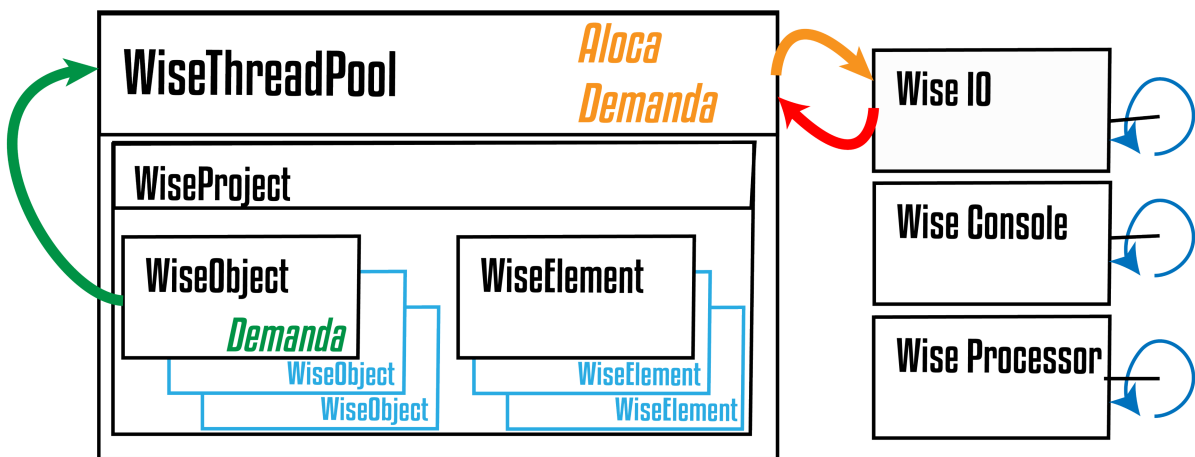 WiseThreadPool
Aloca
Demanda
WiseProject
WiseObject
Demanda
WiseObject
WiseObject
WiseElement
WiseElement
WiseElement
Wise IO
Wise Console
Wise Processor